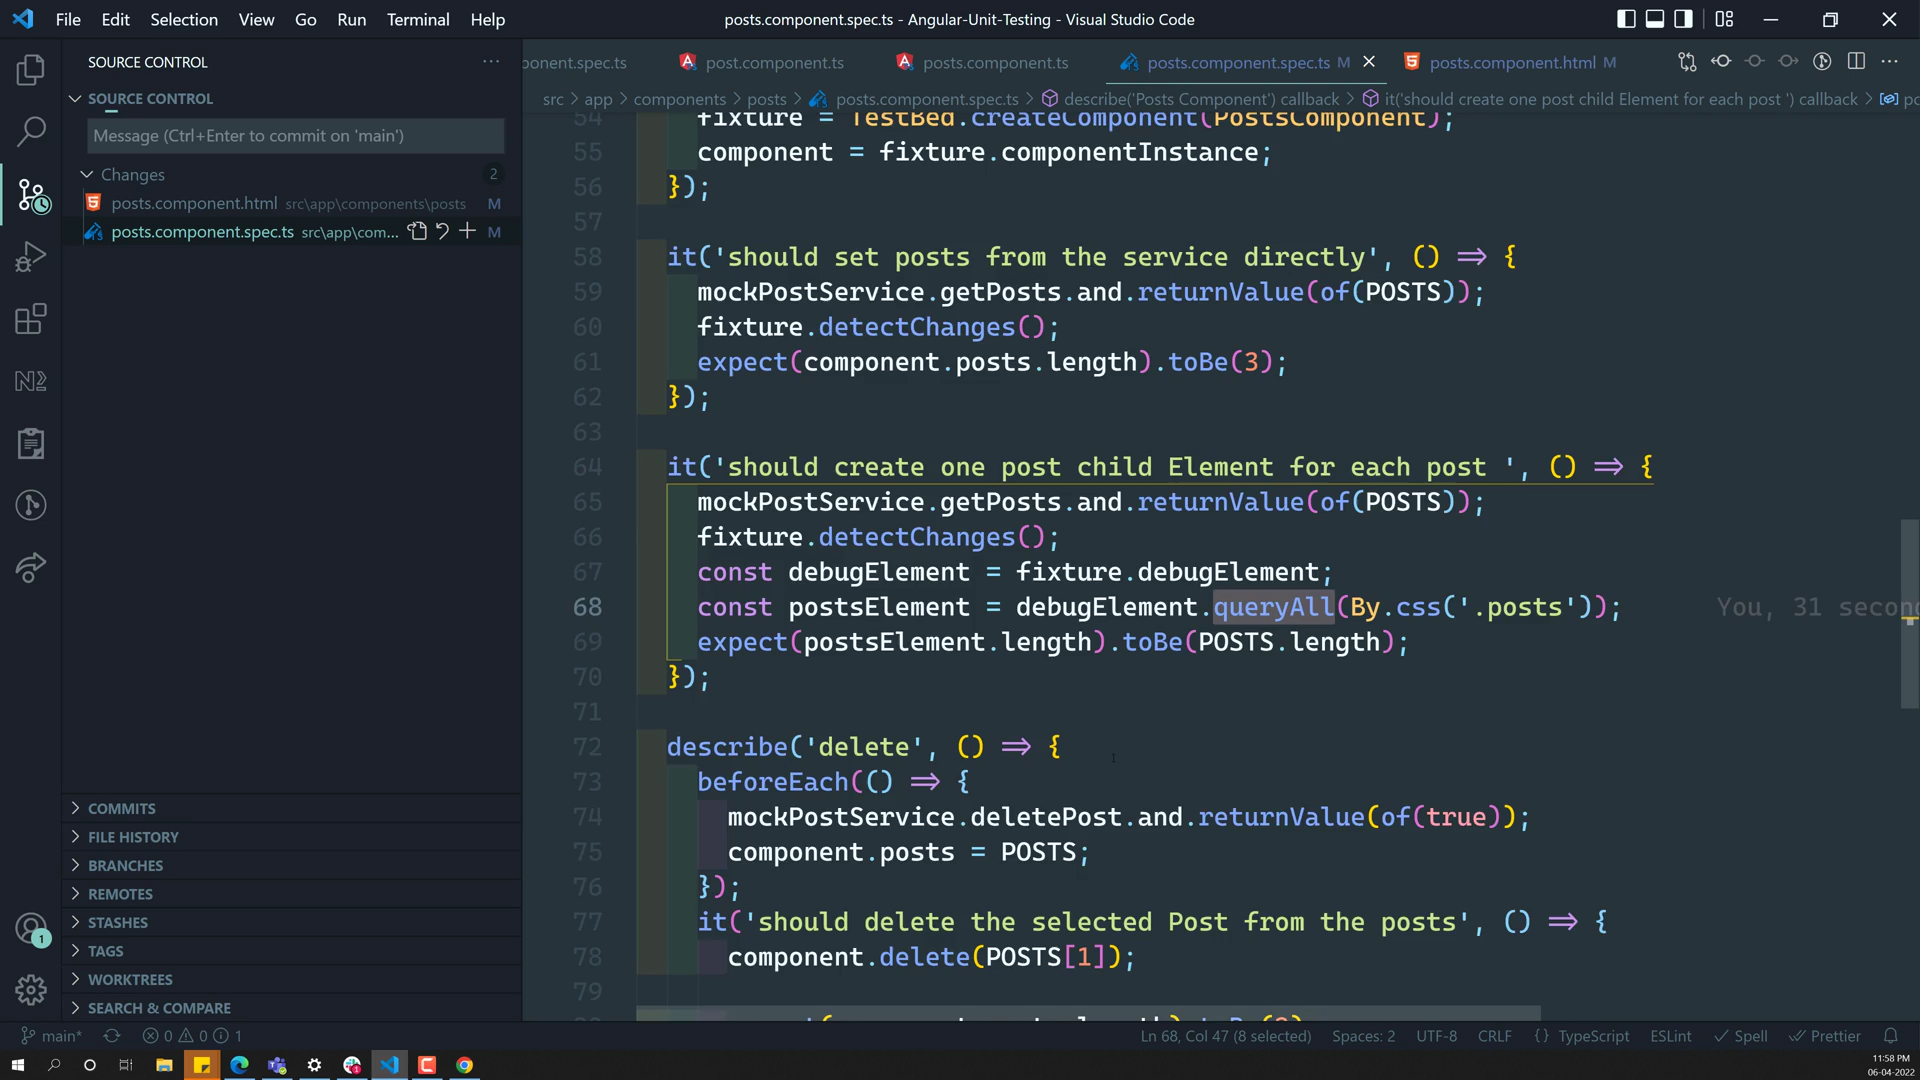 File Edit Selection View Go Run Terminal Help
posts.component.spec.ts - Angular-Unit-Testing - Visual Studio Code
SOURCE CONTROL
ponent.spec.ts
post.component.ts
posts.component.ts
posts.component.spec.ts M
posts.component.html M
SOURCE CONTROL
src > app > components > posts > posts.component.spec.ts > describe('Posts Component') callback > it('should create one post child Element for each post ') callback >
Message (Ctrl+Enter to commit on 'main')
Changes 2
posts.component.html src\app\components\posts M
posts.component.spec.ts src\app\com... M
COMMITS
FILE HISTORY
BRANCHES
REMOTES
STASHES
TAGS
WORKTREES
SEARCH & COMPARE
54 fixture = TestBed.createComponent(PostsComponent);
55 component = fixture.componentInstance;
56 });
57
58 it('should set posts from the service directly', () => {
59 mockPostService.getPosts.and.returnValue(of(POSTS));
60 fixture.detectChanges();
61 expect(component.posts.length).toBe(3);
62 });
63
64 it('should create one post child Element for each post ', () => {
65 mockPostService.getPosts.and.returnValue(of(POSTS));
66 fixture.detectChanges();
67 const debugElement = fixture.debugElement;
68 const postsElement = debugElement.queryAll(By.css('.posts')); You, 31 secon
69 expect(postsElement.length).toBe(POSTS.length);
70 });
71
72 describe('delete', () => {
73 beforeEach(() => {
74 mockPostService.deletePost.and.returnValue(of(true));
75 component.posts = POSTS;
76 });
77 it('should delete the selected Post from the posts', () => {
78 component.delete(POSTS[1]);
79
main* 0 0 1
Ln 68, Col 47 (8 selected) Spaces: 2 UTF-8 CRLF {} TypeScript ESLint Spell Prettier
1
11:58 PM
06-04-2022